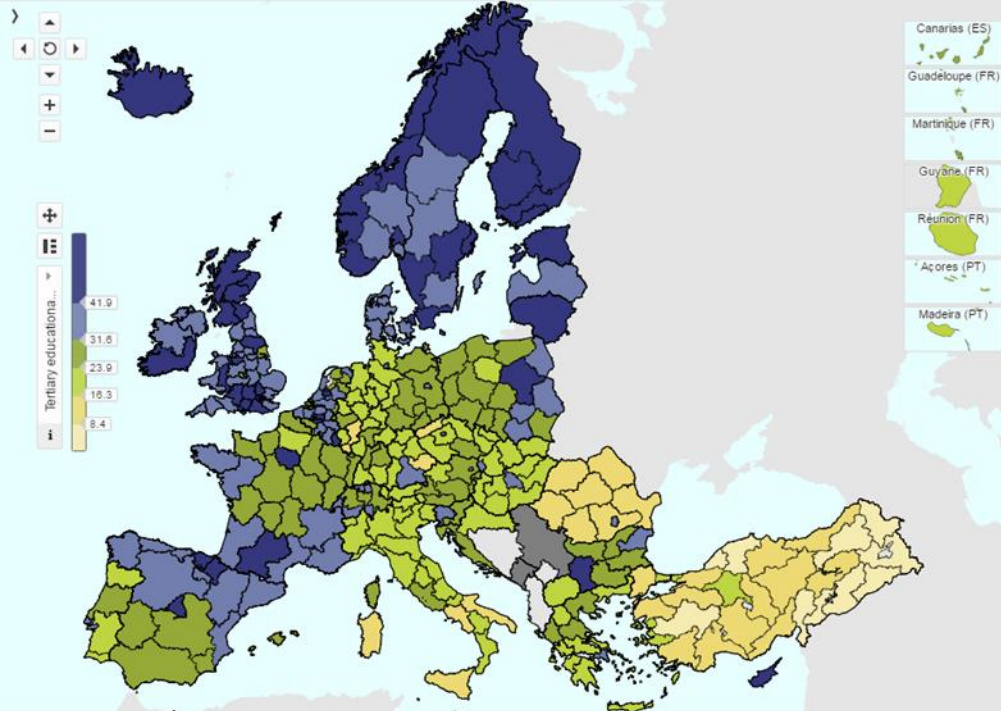 Canarias (ES)
Guadeloupe (FR)
Martinique (FR)
Guyane (FR)
Réunion (FR)
Açores (PT)
Madeira (PT)
Tertiary educationa...
41.9
31.6
23.9
16.3
8.4
i